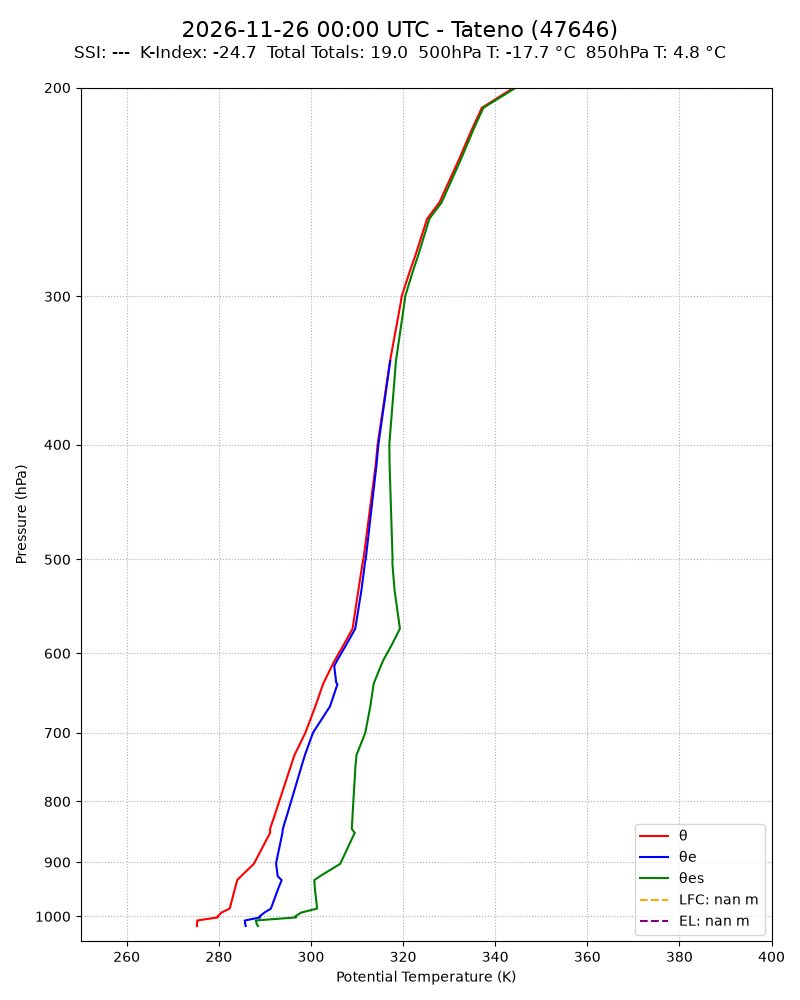 2026-11-26 00:00 UTC - Tateno (47646)
SSI: ---  K-Index: -24.7  Total Totals: 19.0  500hPa T: -17.7 °C  850hPa T: 4.8 °C
200
300
400
500
600
700
800
900
1000
Pressure (hPa)
θ
θe
θes
LFC: nan m
EL: nan m
260 280 300 320 340 360 380 400
Potential Temperature (K)